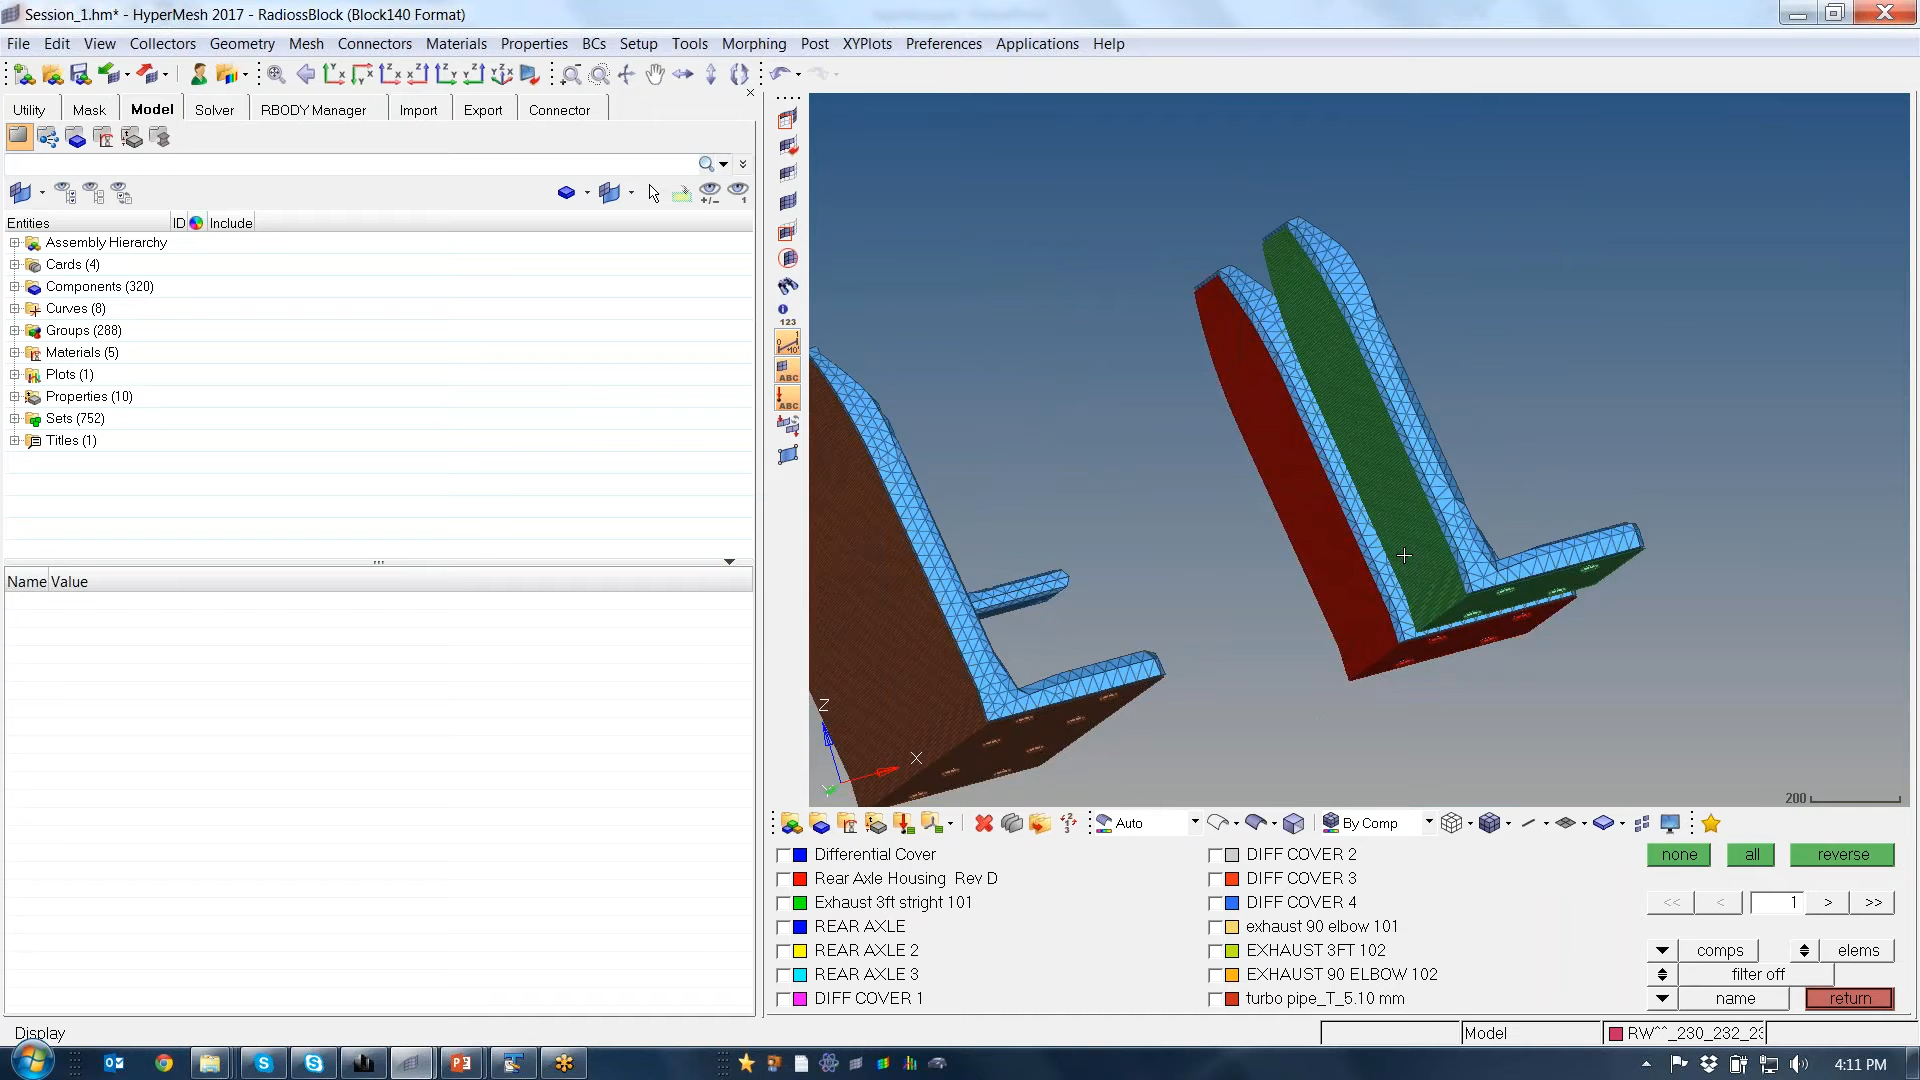 Session_1.hm* - HyperMesh 2017 - RadiossBlock (Block140 Format)
File Edit View Collectors Geometry Mesh Connectors Materials Properties BCs Setup Tools Morphing Post XYPlots Preferences Applications Help
Utility Mask Model Solver RBODY Manager Import Export Connector
Entities ID Include
Assembly Hierarchy
Cards (4)
Components (320)
Curves (8)
Groups (288)
Materials (5)
Plots (1)
Properties (10)
Sets (752)
Titles (1)
Name Value
123
ABC
ABC
Z
X
Y
200
Auto By Comp
Differential Cover DIFF COVER 2 none all reverse
Rear Axle Housing Rev D DIFF COVER 3
Exhaust 3ft stright 101 DIFF COVER 4 << < 1 > >>
REAR AXLE exhaust 90 elbow 101
REAR AXLE 2 EXHAUST 3FT 102 comps elems
REAR AXLE 3 EXHAUST 90 ELBOW 102 filter off
DIFF COVER 1 turbo pipe_T_5.10 mm name return
Display Model RW^^_230_232_23
4:11 PM